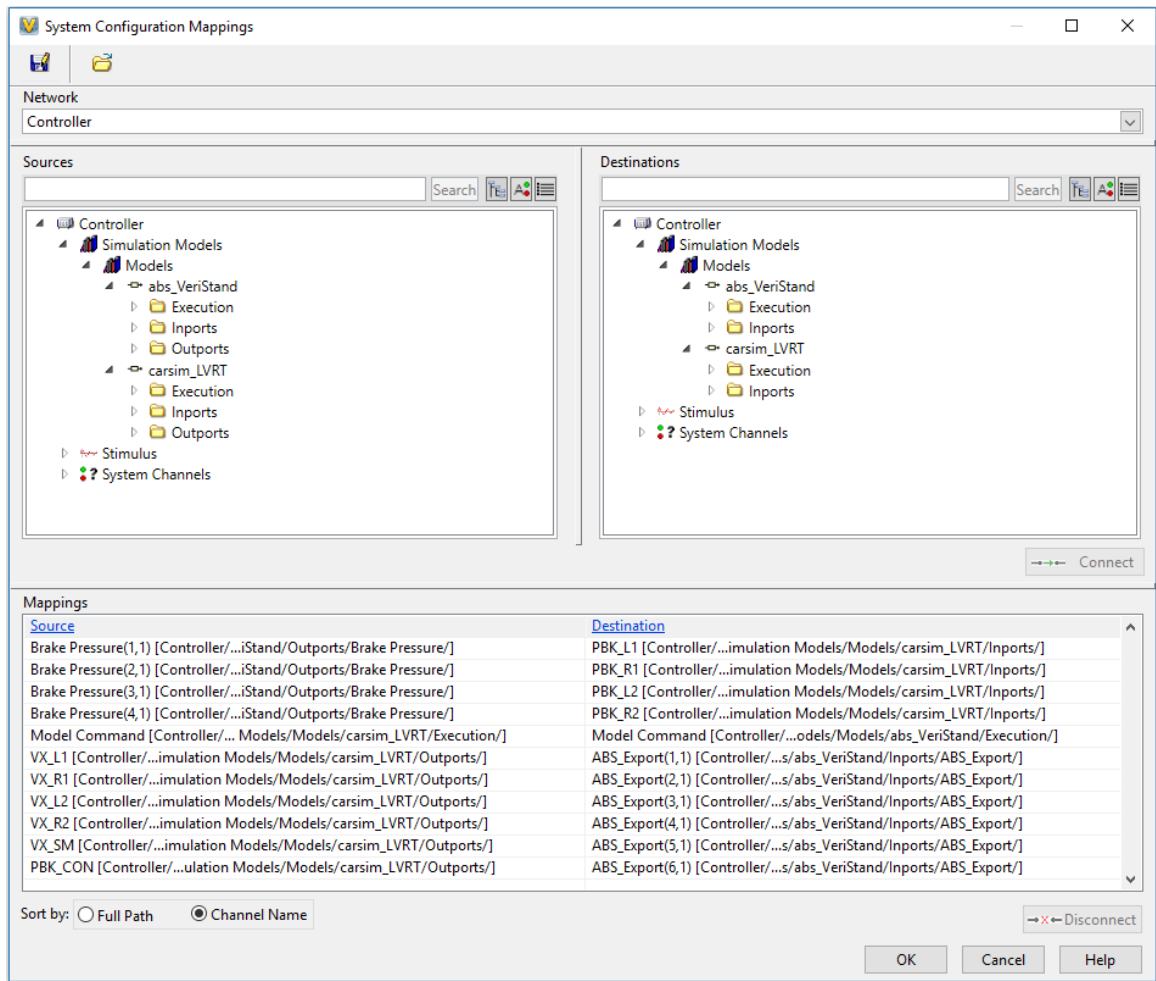 System Configuration Mappings
Network
Controller
Sources
Destinations
Search
Search
Controller
Simulation Models
Models
abs_VeriStand
Execution
Inports
Outports
carsim_LVRT
Execution
Inports
Outports
Stimulus
System Channels
Controller
Simulation Models
Models
abs_VeriStand
Execution
Inports
carsim_LVRT
Execution
Inports
Stimulus
System Channels
Connect
Mappings
Source Destination
Brake Pressure(1,1) [Controller/...iStand/Outports/Brake Pressure/] PBK_L1 [Controller/...imulation Models/Models/carsim_LVRT/Inports/]
Brake Pressure(2,1) [Controller/...iStand/Outports/Brake Pressure/] PBK_R1 [Controller/...imulation Models/Models/carsim_LVRT/Inports/]
Brake Pressure(3,1) [Controller/...iStand/Outports/Brake Pressure/] PBK_L2 [Controller/...imulation Models/Models/carsim_LVRT/Inports/]
Brake Pressure(4,1) [Controller/...iStand/Outports/Brake Pressure/] PBK_R2 [Controller/...imulation Models/Models/carsim_LVRT/Inports/]
Model Command [Controller/... Models/Models/carsim_LVRT/Execution/] Model Command [Controller/...odels/Models/abs_VeriStand/Execution/]
VX_L1 [Controller/...imulation Models/Models/carsim_LVRT/Outports/] ABS_Export(1,1) [Controller/...s/abs_VeriStand/Inports/ABS_Export/]
VX_R1 [Controller/...imulation Models/Models/carsim_LVRT/Outports/] ABS_Export(2,1) [Controller/...s/abs_VeriStand/Inports/ABS_Export/]
VX_L2 [Controller/...imulation Models/Models/carsim_LVRT/Outports/] ABS_Export(3,1) [Controller/...s/abs_VeriStand/Inports/ABS_Export/]
VX_R2 [Controller/...imulation Models/Models/carsim_LVRT/Outports/] ABS_Export(4,1) [Controller/...s/abs_VeriStand/Inports/ABS_Export/]
VX_SM [Controller/...imulation Models/Models/carsim_LVRT/Outports/] ABS_Export(5,1) [Controller/...s/abs_VeriStand/Inports/ABS_Export/]
PBK_CON [Controller/...ulation Models/Models/carsim_LVRT/Outports/] ABS_Export(6,1) [Controller/...s/abs_VeriStand/Inports/ABS_Export/]
Sort by: Full Path Channel Name
Disconnect
OK Cancel Help